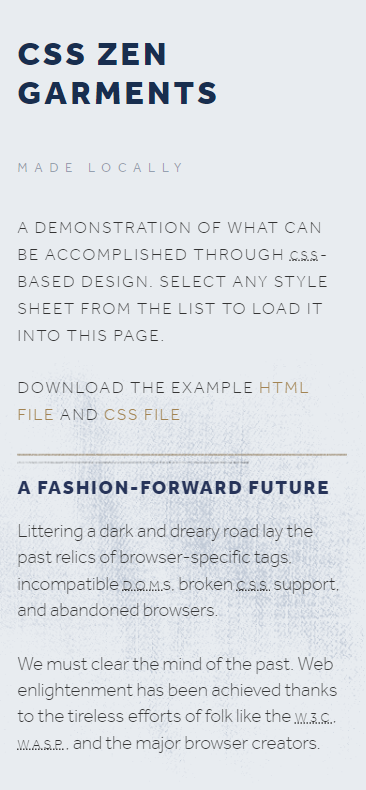 CSS ZEN
GARMENTS
MADE LOCALLY
A DEMONSTRATION OF WHAT CAN
BE ACCOMPLISHED THROUGH CSS-
BASED DESIGN. SELECT ANY STYLE
SHEET FROM THE LIST TO LOAD IT
INTO THIS PAGE.
DOWNLOAD THE EXAMPLE HTML
FILE AND CSS FILE
A FASHION-FORWARD FUTURE
Littering a dark and dreary road lay the
past relics of browser-specific tags,
incompatible DOMs, broken CSS support,
and abandoned browsers.
We must clear the mind of the past. Web
enlightenment has been achieved thanks
to the tireless efforts of folk like the W3C,
WASP, and the major browser creators.